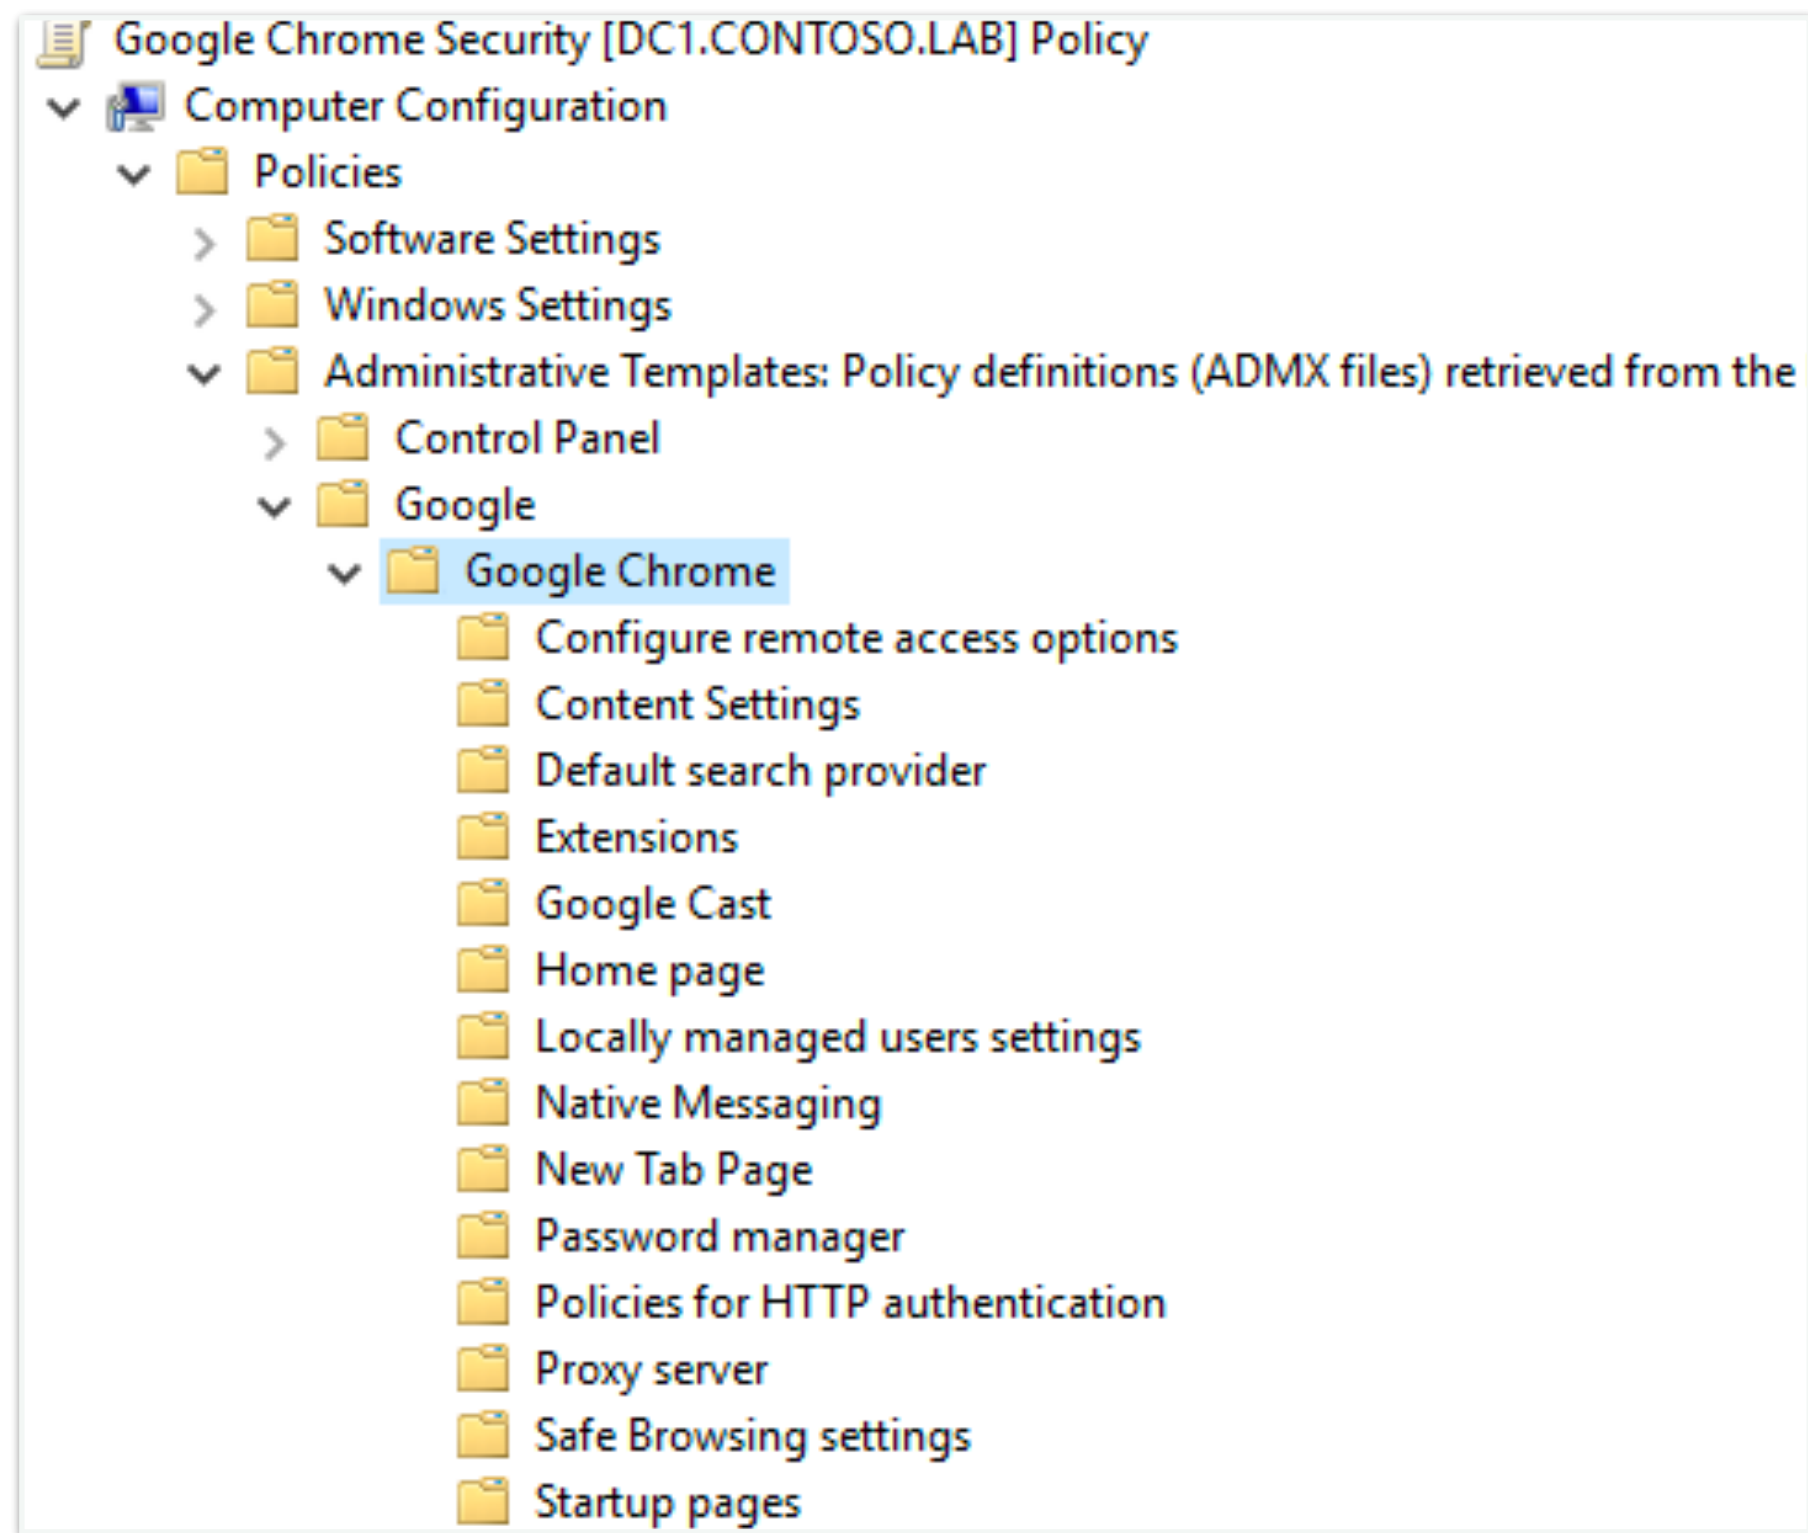 Google Chrome Security [DC1.CONTOSO.LAB] Policy
Computer Configuration
Policies
Software Settings
Windows Settings
Administrative Templates: Policy definitions (ADMX files) retrieved from the
Control Panel
Google
Google Chrome
Configure remote access options
Content Settings
Default search provider
Extensions
Google Cast
Home page
Locally managed users settings
Native Messaging
New Tab Page
Password manager
Policies for HTTP authentication
Proxy server
Safe Browsing settings
Startup pages